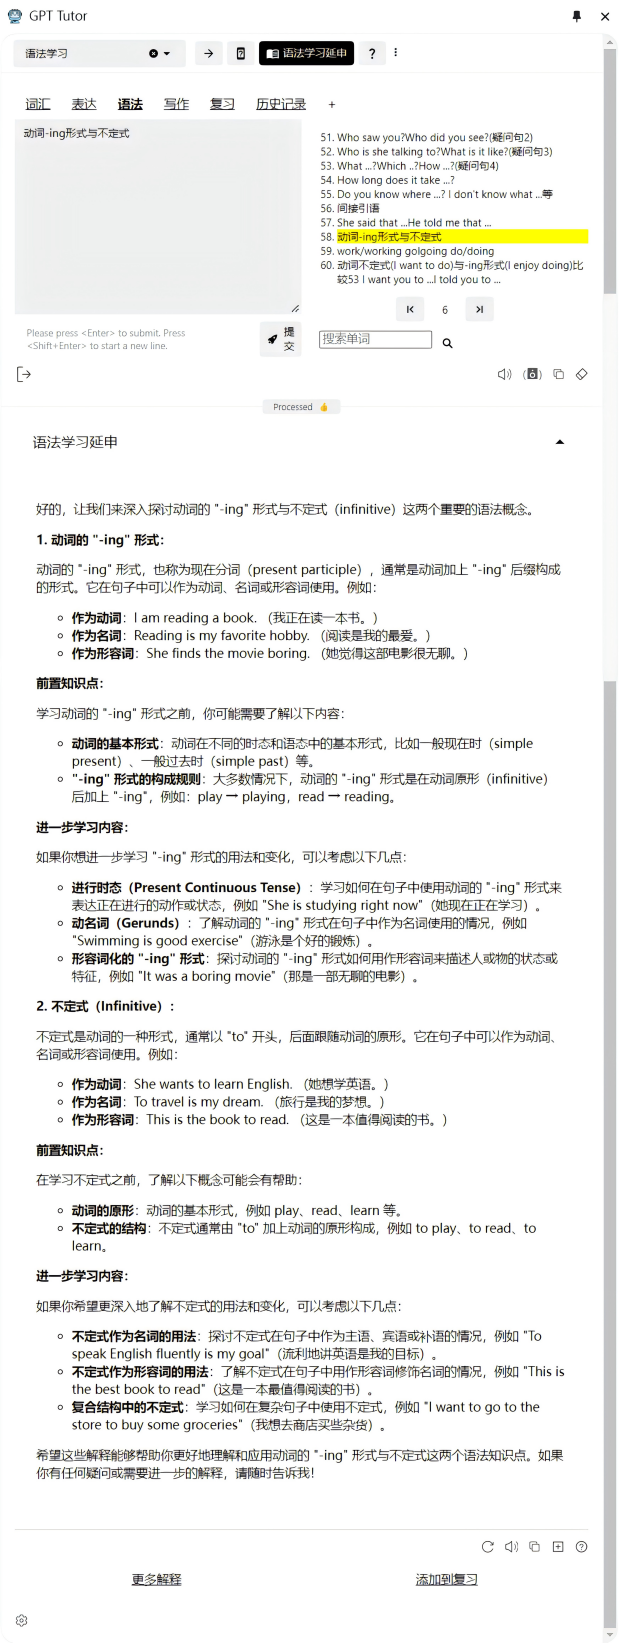 GPT Tutor
语法学习
语法学习延申
?
词汇 表达 语法 写作 复习 历史记录 +
动词-ing形式与不定式
51. Who saw you?Who did you see?(疑问句2)
52. Who is she talking to?What is it like?(疑问句3)
53. What ...?Which ..?How ...?(疑问句4)
54. How long does it take ...?
55. Do you know where ...? I don't know what ...等
56. 间接引语
57. She said that ...He told me that ...
58. 动词-ing形式与不定式
59. work/working golgoing do/doing
60. 动词不定式(I want to do)与-ing形式(I enjoy doing)比
较53 I want you to ...I told you to ...
6
Please press <Enter> to submit. Press
<Shift+Enter> to start a new line.
提
交
搜索单词
Processed 👍
语法学习延申
好的，让我们来深入探讨动词的 "-ing" 形式与不定式（infinitive）这两个重要的语法概念。
1. 动词的 "-ing" 形式：
动词的 "-ing" 形式，也称为现在分词（present participle），通常是动词加上 "-ing" 后缀构成
的形式。它在句子中可以作为动词、名词或形容词使用。例如：
作为动词：I am reading a book. （我正在读一本书。）
作为名词：Reading is my favorite hobby. （阅读是我的最爱。）
作为形容词：She finds the movie boring. （她觉得这部电影很无聊。）
前置知识点：
学习动词的 "-ing" 形式之前，你可能需要了解以下内容：
动词的基本形式：动词在不同的时态和语态中的基本形式，比如一般现在时（simple
present）、一般过去时（simple past）等。
"-ing" 形式的构成规则：大多数情况下，动词的 "-ing" 形式是在动词原形（infinitive）
后加上 "-ing"，例如：play → playing，read → reading。
进一步学习内容：
如果你想进一步学习 "-ing" 形式的用法和变化，可以考虑以下几点：
进行时态（Present Continuous Tense）：学习如何在句子中使用动词的 "-ing" 形式来
表达正在进行的动作或状态，例如 "She is studying right now"（她现在正在学习）。
动名词（Gerunds）：了解动词的 "-ing" 形式在句子中作为名词使用的情况，例如
"Swimming is good exercise"（游泳是个好的锻炼）。
形容词化的 "-ing" 形式：探讨动词的 "-ing" 形式如何用作形容词来描述人或物的状态或
特征，例如 "It was a boring movie"（那是一部无聊的电影）。
2. 不定式（Infinitive）：
不定式是动词的一种形式，通常以 "to" 开头，后面跟随动词的原形。它在句子中可以作为动词、
名词或形容词使用。例如：
作为动词：She wants to learn English. （她想学英语。）
作为名词：To travel is my dream. （旅行是我的梦想。）
作为形容词：This is the book to read. （这是一本值得阅读的书。）
前置知识点：
在学习不定式之前，了解以下概念可能会有帮助：
动词的原形：动词的基本形式，例如 play、read、learn 等。
不定式的结构：不定式通常由 "to" 加上动词的原形构成，例如 to play、to read、to
learn。
进一步学习内容：
如果你希望更深入地了解不定式的用法和变化，可以考虑以下几点：
不定式作为名词的用法：探讨不定式在句子中作为主语、宾语或补语的情况，例如 "To
speak English fluently is my goal"（流利地讲英语是我的目标）。
不定式作为形容词的用法：了解不定式在句子中用作形容词修饰名词的情况，例如 "This is
the best book to read"（这是一本最值得阅读的书）。
复合结构中的不定式：学习如何在复杂句子中使用不定式，例如 "I want to go to the
store to buy some groceries"（我想去商店买些杂货）。
希望这些解释能够帮助你更好地理解和应用动词的 "-ing" 形式与不定式这两个语法知识点。如果
你有任何疑问或需要进一步的解释，请随时告诉我！
更多解释 添加到复习